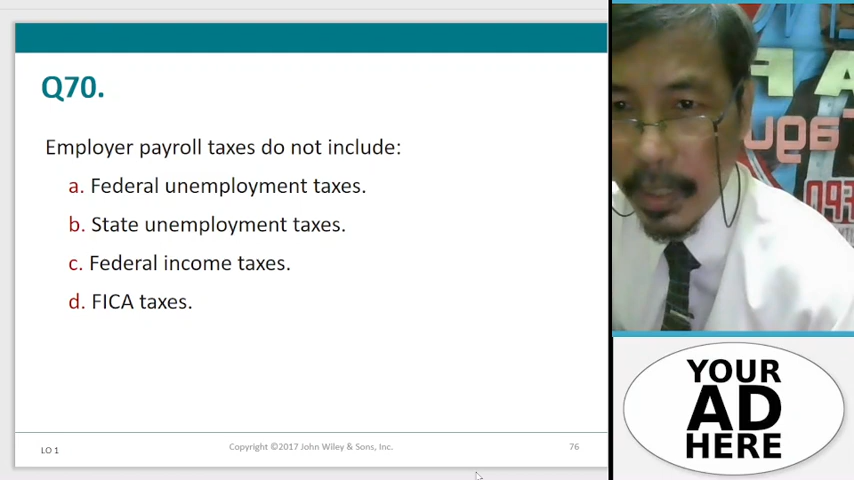 Q70.
Employer payroll taxes do not include:
a. Federal unemployment taxes.
b. State unemployment taxes.
c. Federal income taxes.
d. FICA taxes.
LO 1
Copyright ©2017 John Wiley & Sons, Inc.
76
YOUR
AD
HERE